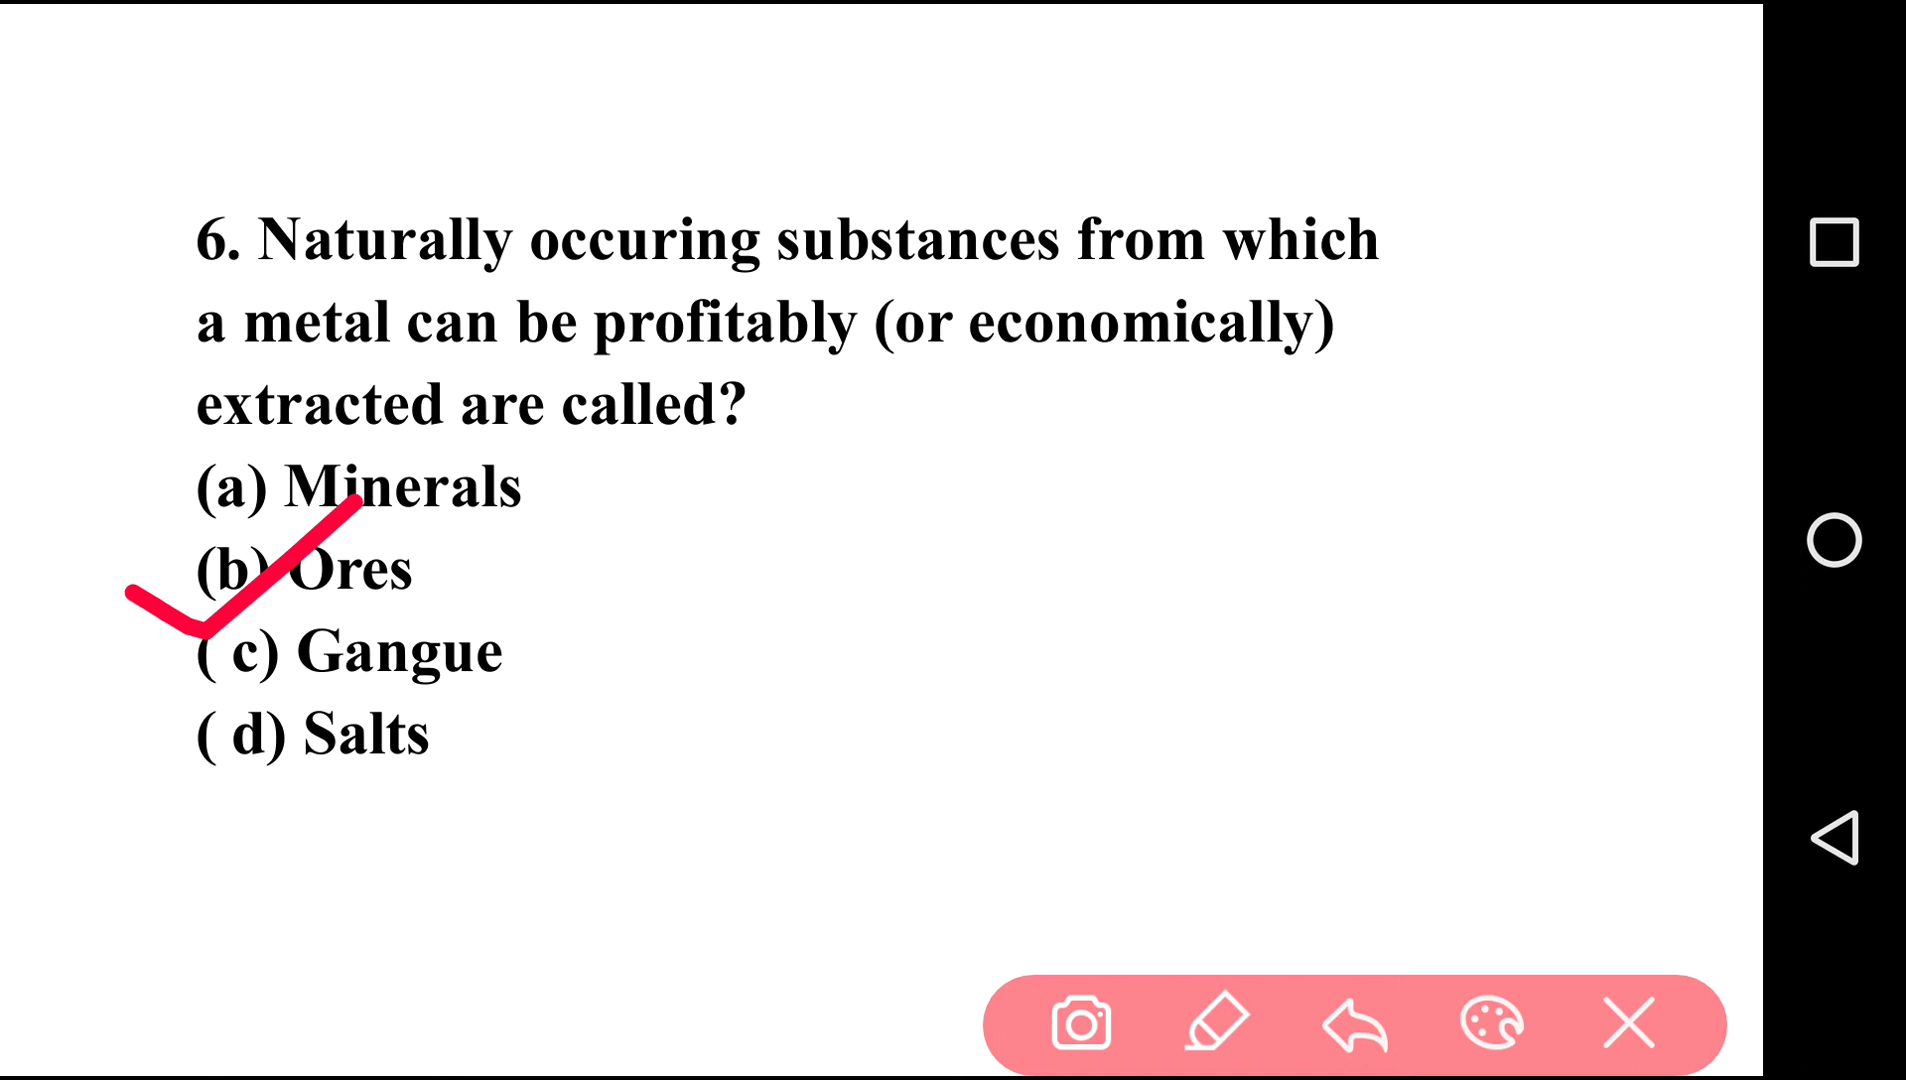 6. Naturally occuring substances from which
a metal can be profitably (or economically)
extracted are called?
(a) Minerals
(b) Ores
( c) Gangue
( d) Salts